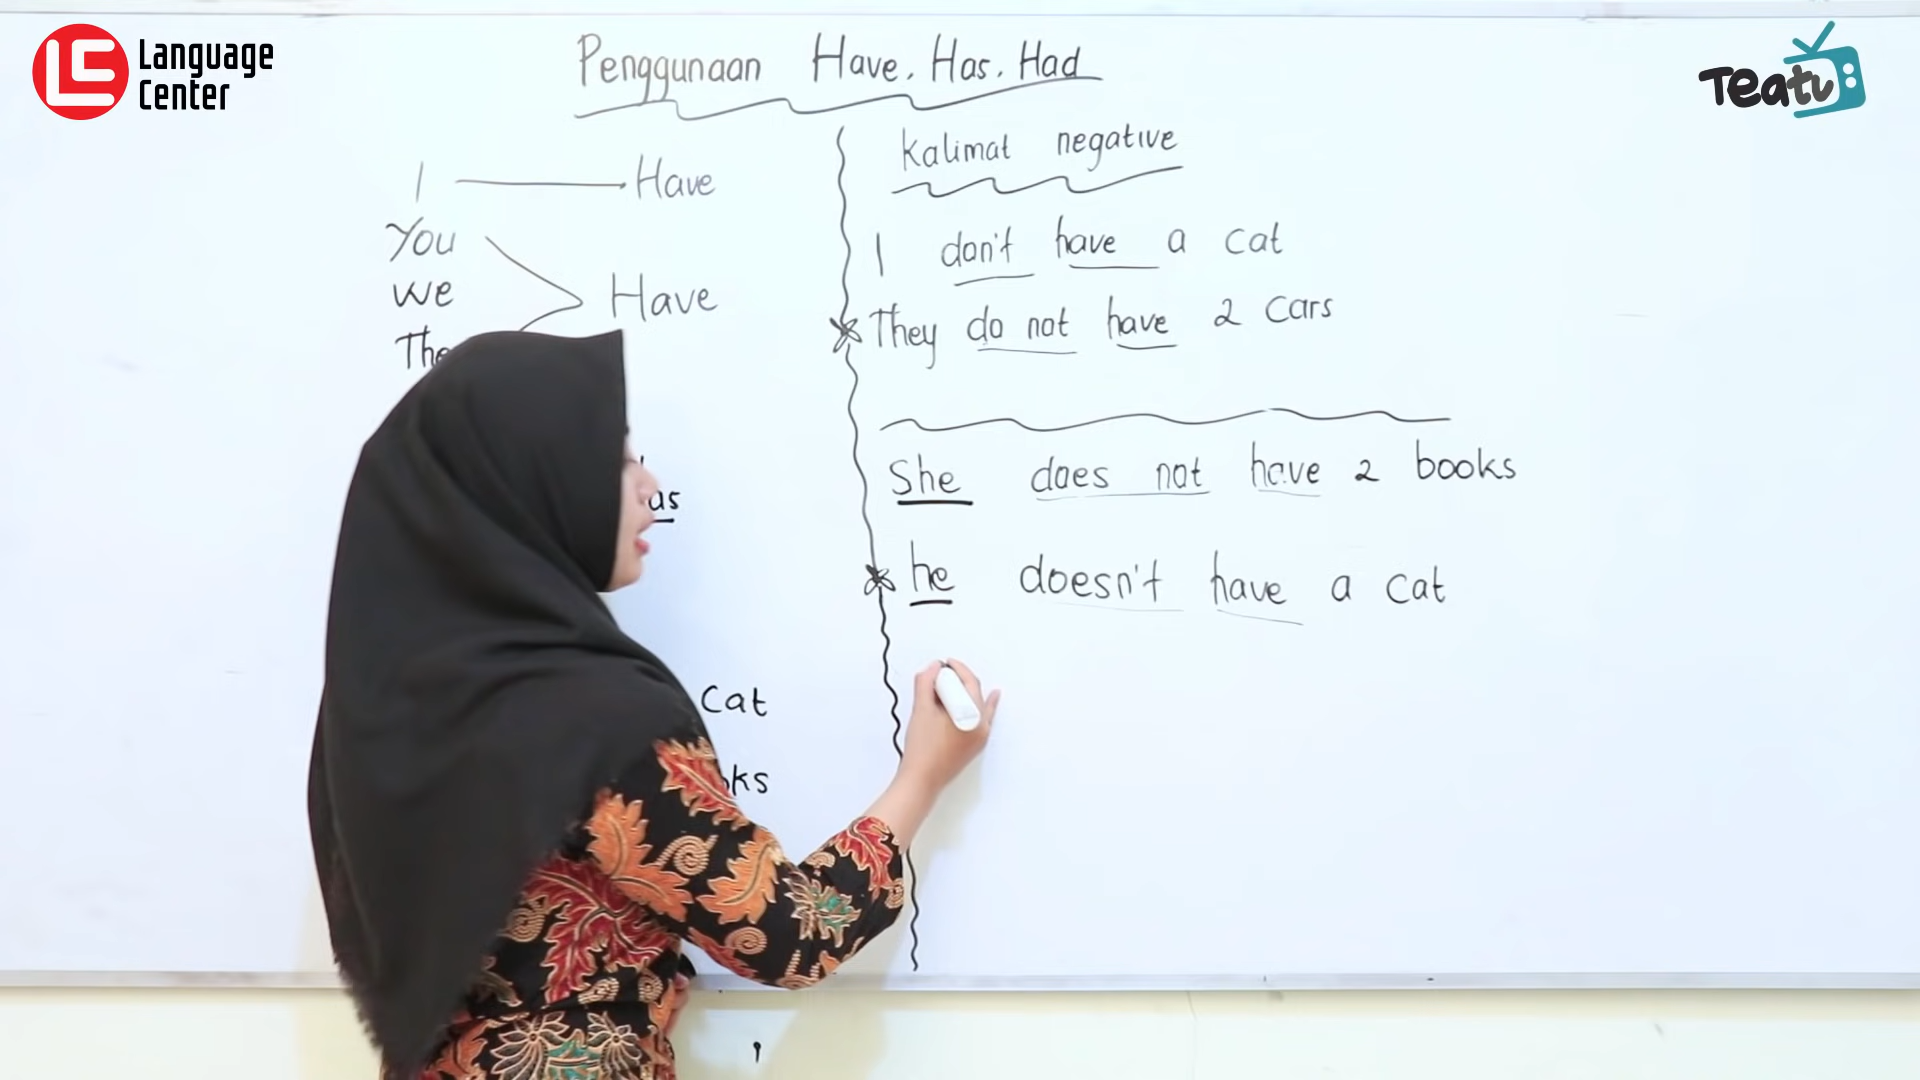 Language
Center
Teatv
Penggunaan Have, Has, Had
I Have
You
We
Have
The
as
Cat
ks
Kalimat negative
I don't have a cat
They do not have 2 cars
She does not have 2 books
he doesn't have a cat